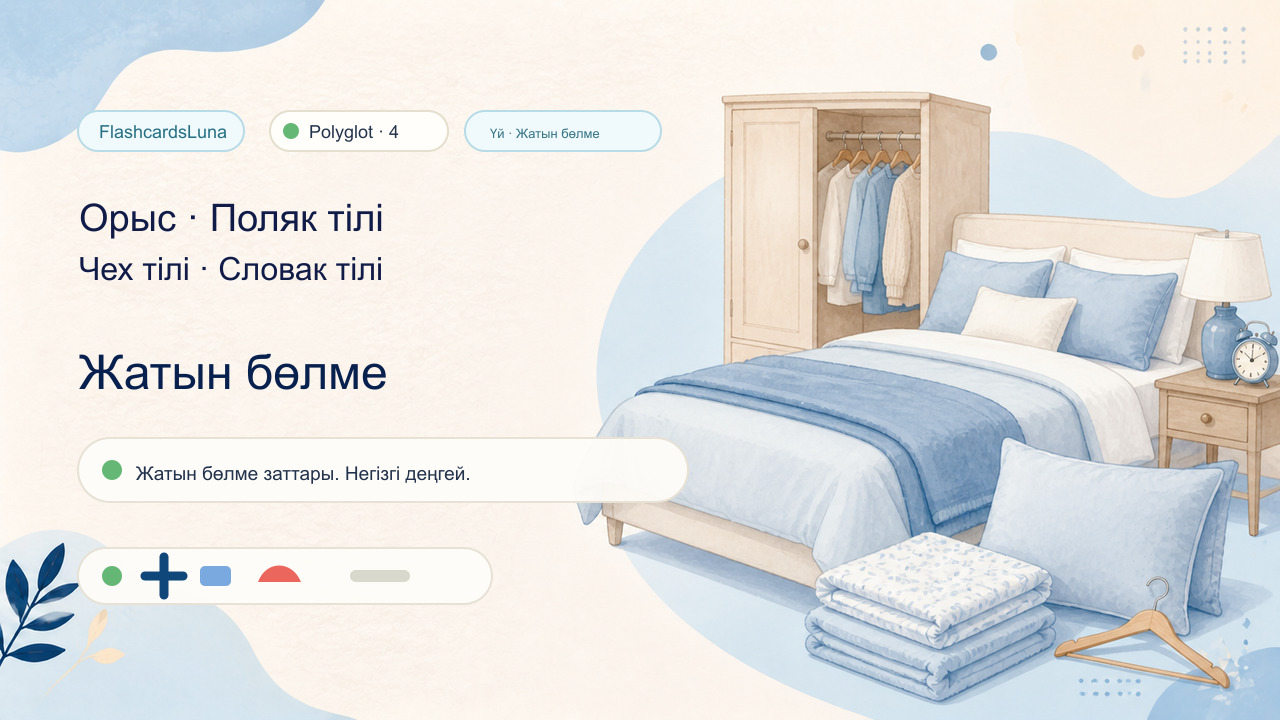 FlashcardsLuna
Polyglot · 4
Үй · Жатын бөлме
Орыс · Поляк тілі
Чех тілі · Словак тілі
Жатын бөлме
Жатын бөлме заттары. Негізгі деңгей.